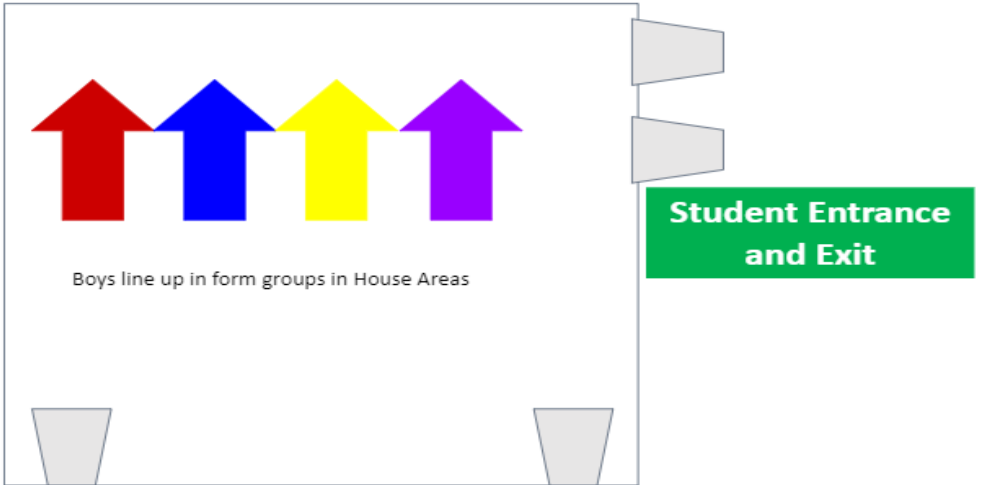 Student Entrance
and Exit
Boys line up in form groups in House Areas